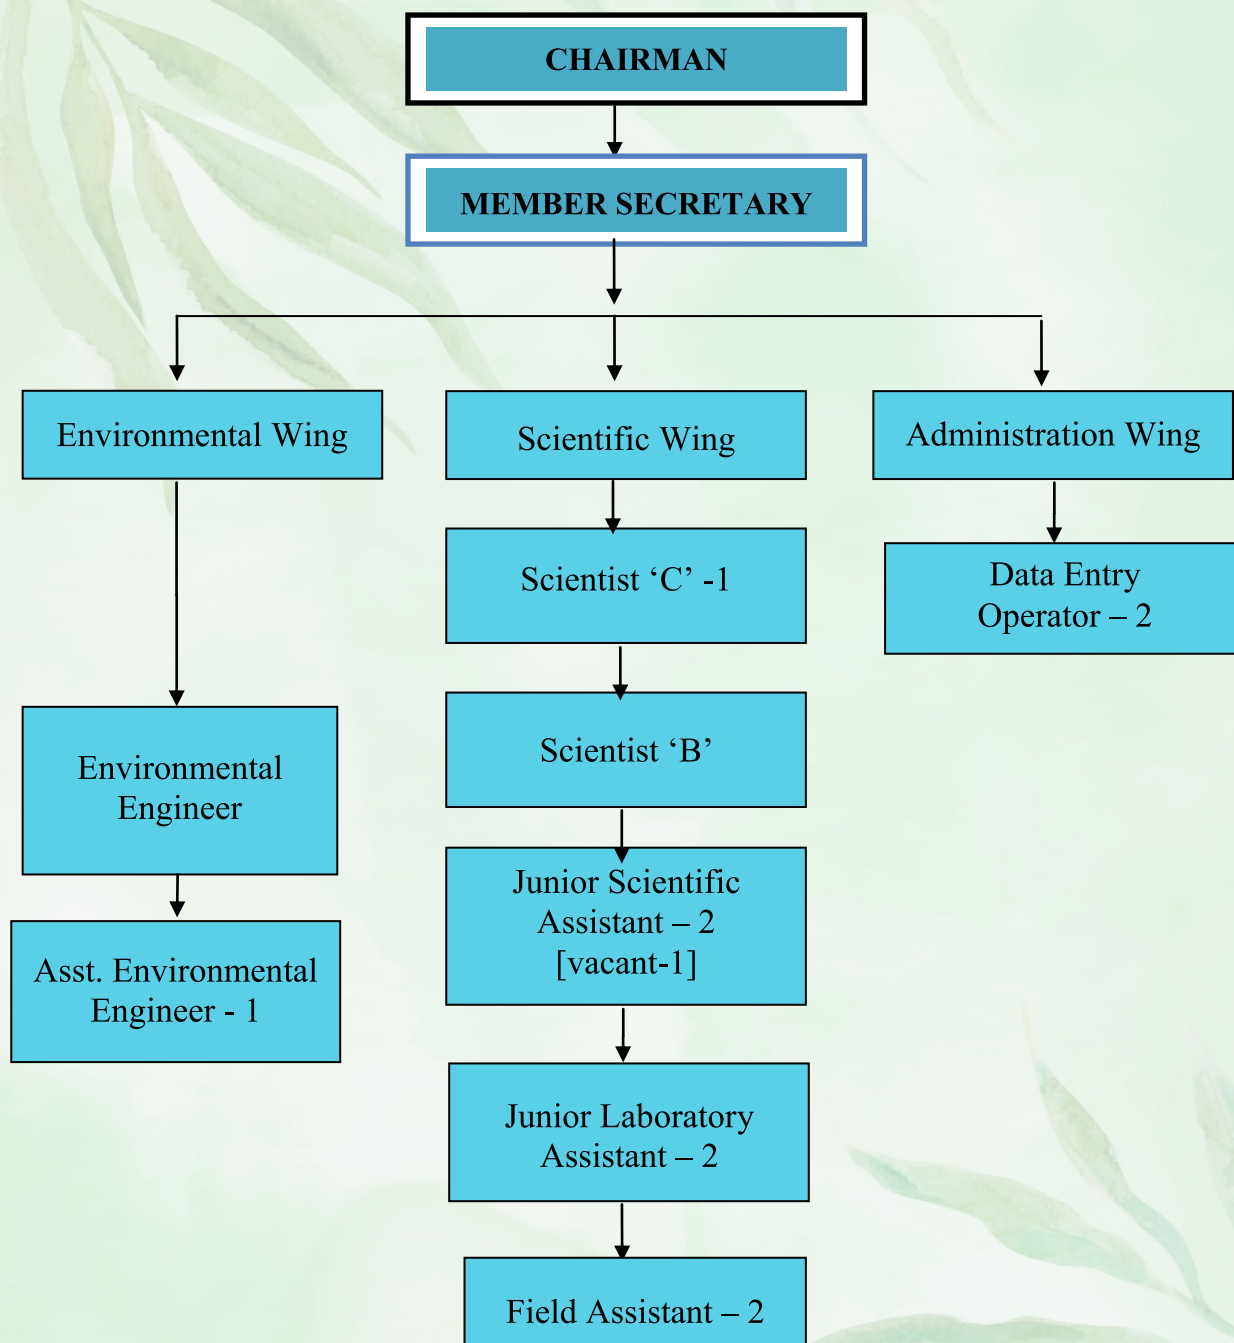 CHAIRMAN
MEMBER SECRETARY
Environmental Wing
Scientific Wing
Administration Wing
Scientist ‘C’ -1
Data Entry
Operator – 2
Environmental
Engineer
Scientist ‘B’
Junior Scientific
Assistant – 2
[vacant-1]
Asst. Environmental
Engineer - 1
Junior Laboratory
Assistant – 2
Field Assistant – 2